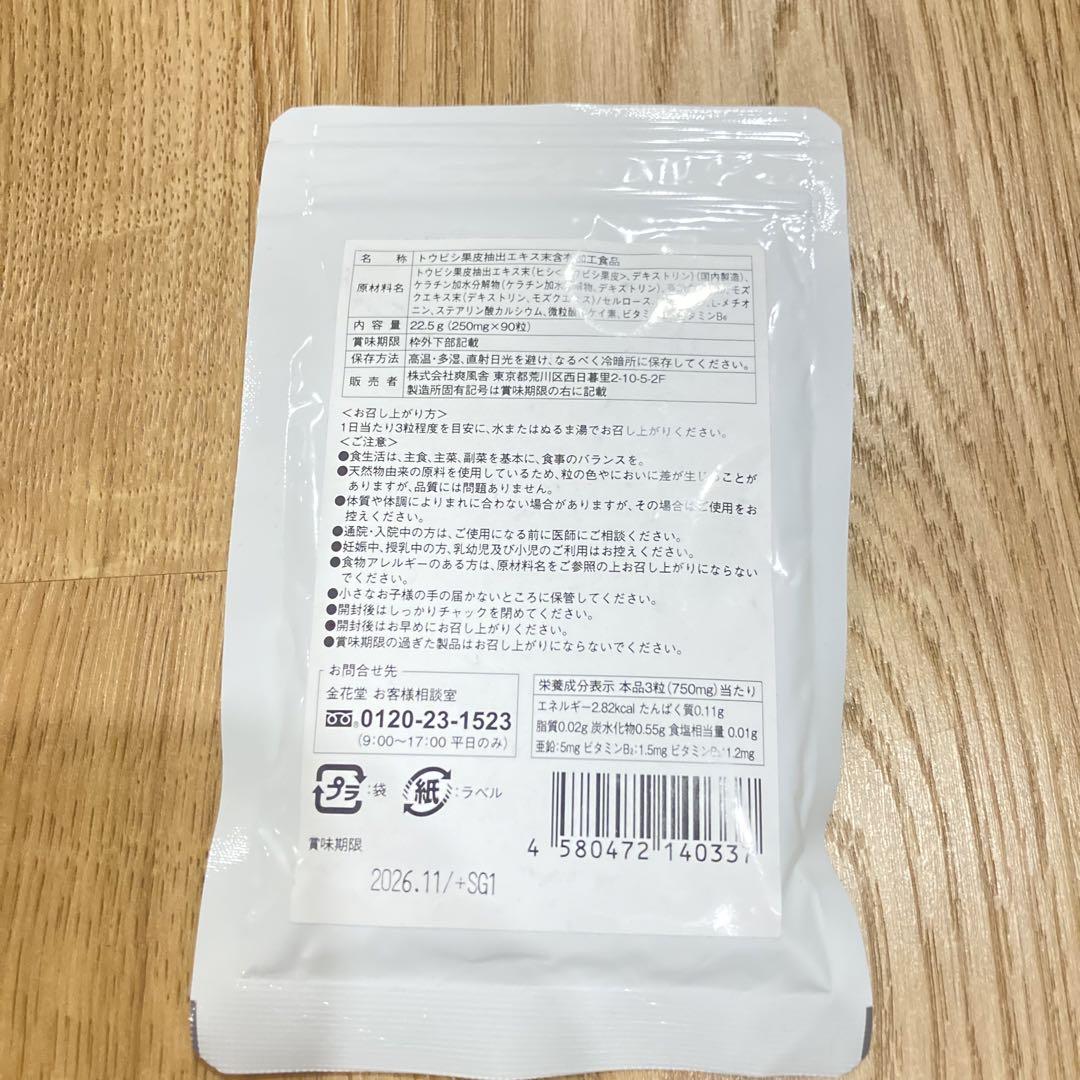 名称 トウビシ果皮抽出エキス末含有加工食品
原材料名 トウビシ果皮抽出エキス末(ヒシ< ウビシ果皮>、デキストリン)(国内製造)、
ケラチン加水分解物(ケラチン加水 解物、デキストリン)、 モズ
クエキス末(デキストリン、モズクエキス)/セルロース、 L-メチオ
ニン、ステアリン酸カルシウム、微粒酸 ケイ素、ビタミン ビタミンB6
内容量 22.5g(250mg×90粒)
賞味期限 枠外下部記載
保存方法 高温・多湿、直射日光を避け、なるべく冷暗所に保存してください。
販売者 株式会社爽風舎 東京都荒川区西日暮里2-10-5-2F
製造所固有記号は賞味期限の右に記載
<お召し上がり方>
1日当たり3粒程度を目安に、水またはぬるま湯でお召し上がりください。
<ご注意>
●食生活は、主食、主菜、副菜を基本に、食事のバランスを。
●天然物由来の原料を使用しているため、粒の色やにおいに差が生じることが
ありますが、品質には問題ありません。
●体質や体調によりまれに合わない場合がありますが、その場合はご使用をお
控えください。
●通院・入院中の方は、ご使用になる前に医師にご相談ください。
●妊娠中、授乳中の方、乳幼児及び小児のご利用はお控えください。
●食物アレルギーのある方は、原材料名をご参照の上お召し上がりにならない
でください。
●小さなお子様の手の届かないところに保管してください。
●開封後はしっかりチャックを閉めてください。
●開封後はお早めにお召し上がりください。
●賞味期限の過ぎた製品はお召し上がりにならないでください。
お問合せ先
金花堂 お客様相談室
0120-23-1523
(9:00~17:00 平日のみ)
栄養成分表示 本品3粒(750mg)当たり
エネルギー2.82kcal たんぱく質0.11g
脂質0.02g 炭水化物0.55g 食塩相当量 0.01g
亜鉛:5mg ビタミンB2:1.5mg ビタミンB :1.2mg
プラ:袋 紙:ラベル
4 580472 140337
賞味期限
2026.11/+SG1